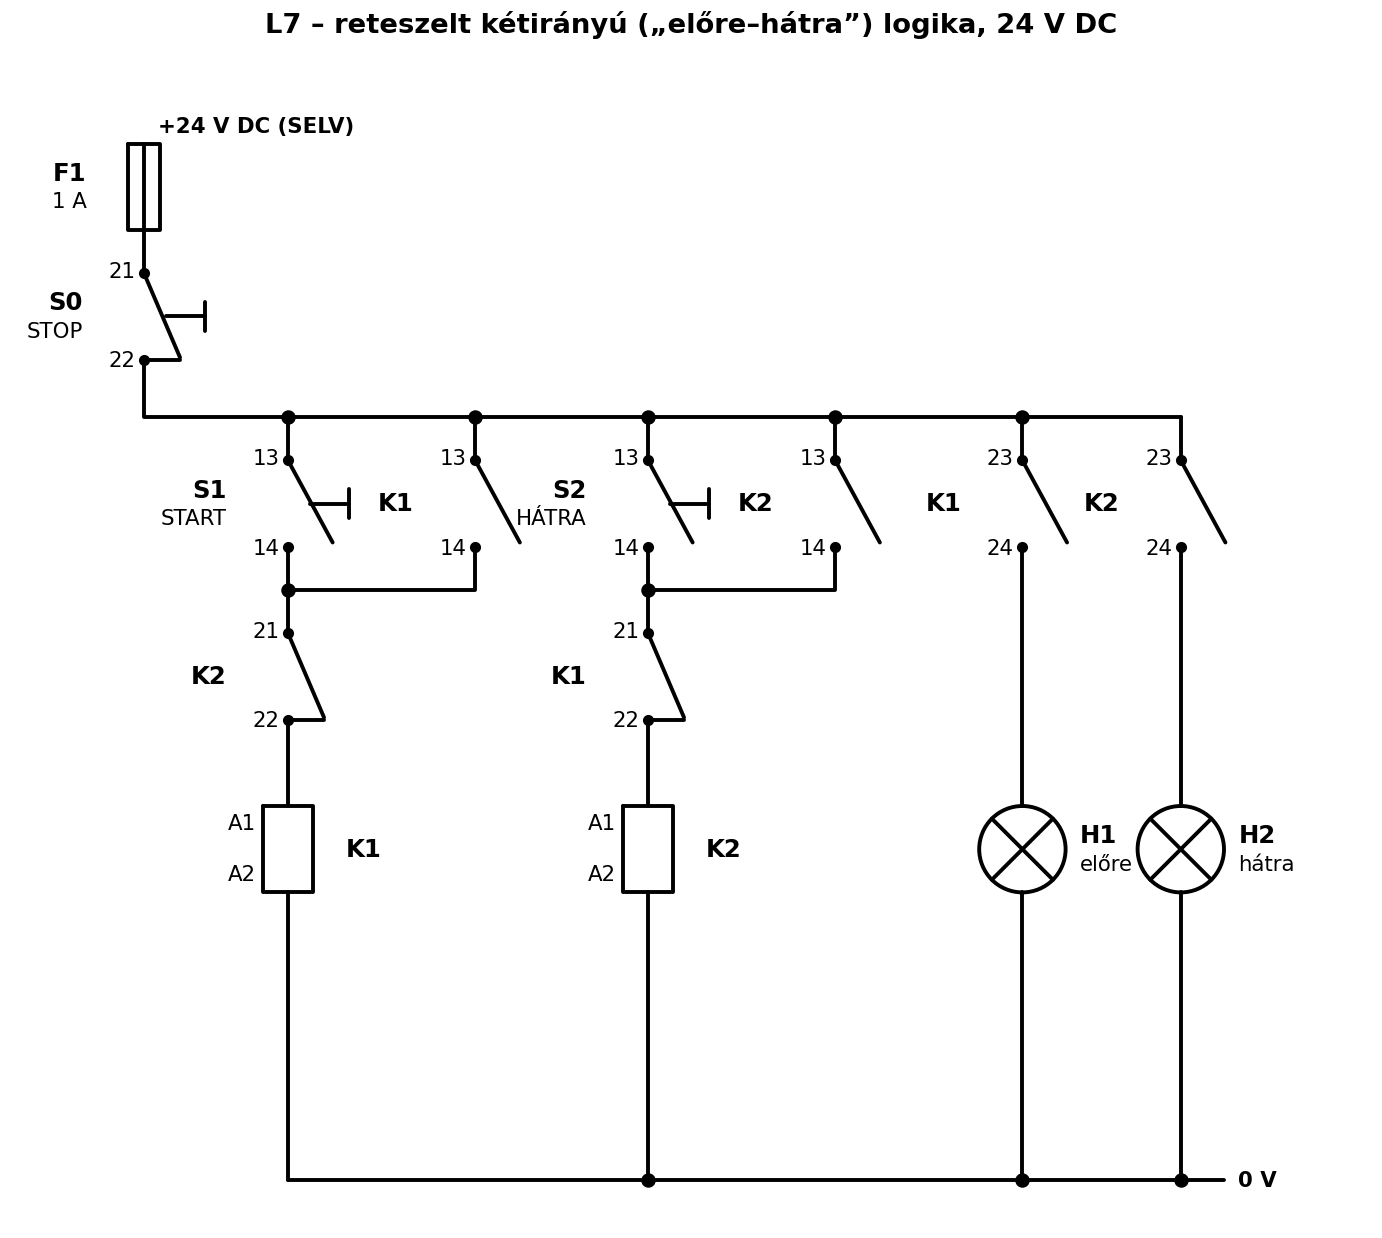 L7 – reteszelt kétirányú („előre–hátra”) logika, 24 V DC
+24 V DC (SELV)
F1
1 A
21
S0
STOP
22
13
13
13
13
23
23
S1
START
K1
S2
HÁTRA
K2
K1
K2
14
14
14
14
24
24
21
21
K2
K1
22
22
A1
A2
K1
A1
A2
K2
H1
előre
H2
hátra
0 V